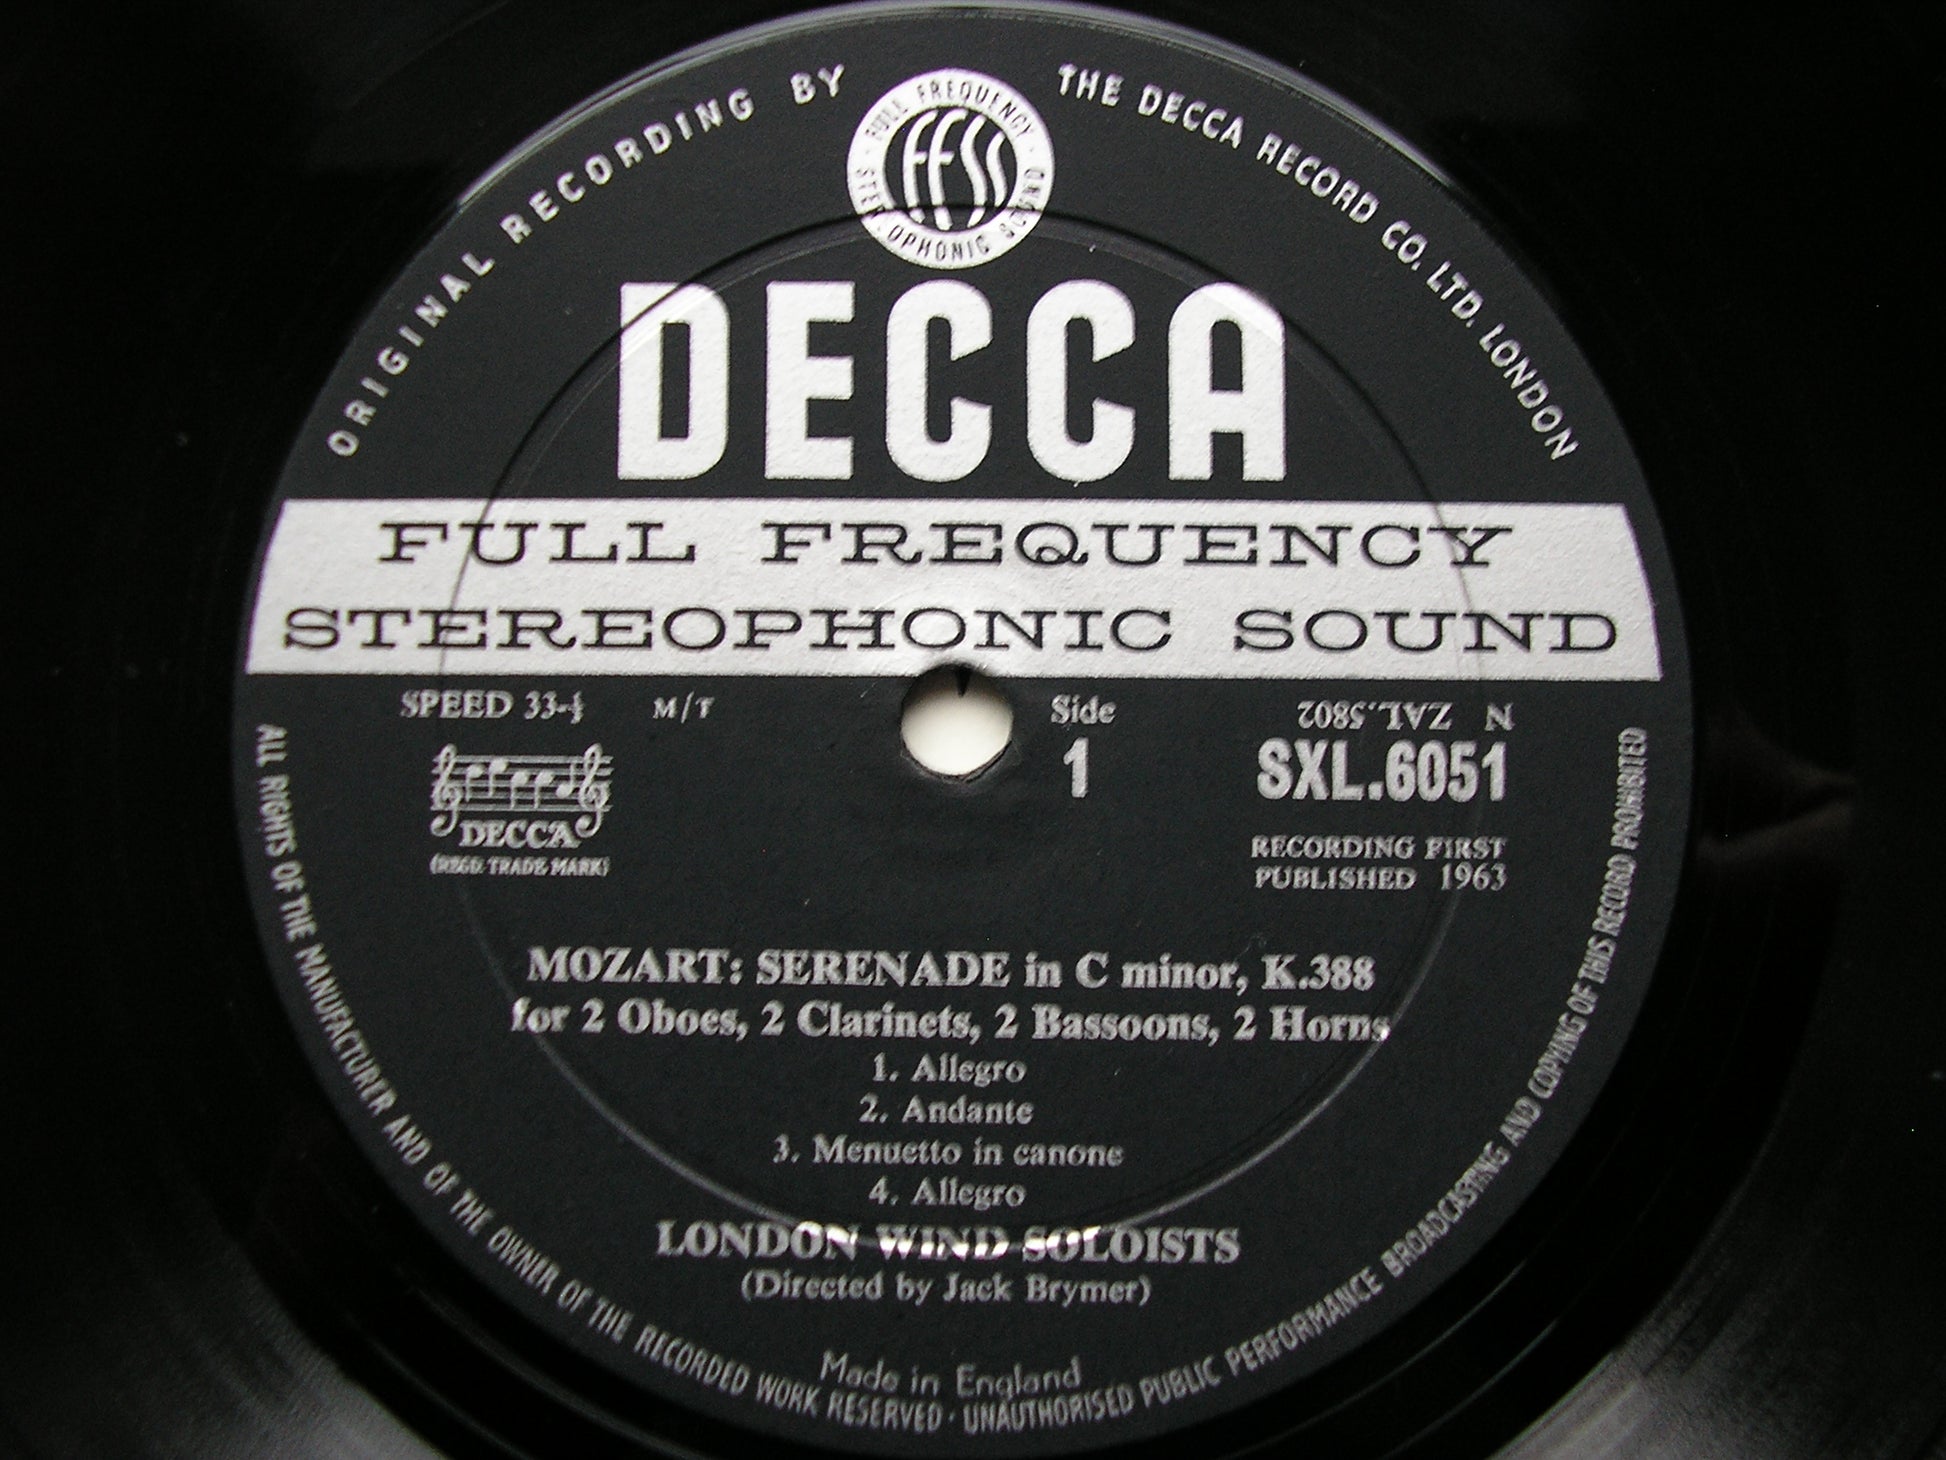 ORIGINAL RECORDING BY THE DECCA RECORD CO. LTD. LONDON
FULL FREQUENCY STEREOPHONIC SOUND
FFSS
DECCA
FULL FREQUENCY
STEREOPHONIC SOUND
SPEED 33-⅓ M/T
Side
1
ZAL.5802 N
SXL.6051
DECCA
(REGD. TRADE MARK)
RECORDING FIRST
PUBLISHED 1963
MOZART: SERENADE in C minor, K.388
for 2 Oboes, 2 Clarinets, 2 Bassoons, 2 Horns
1. Allegro
2. Andante
3. Menuetto in canone
4. Allegro
LONDON WIND SOLOISTS
(Directed by Jack Brymer)
Made in England
ALL RIGHTS OF THE MANUFACTURER AND OF THE OWNER OF THE RECORDED WORK RESERVED · UNAUTHORISED PUBLIC PERFORMANCE BROADCASTING AND COPYING OF THIS RECORD PROHIBITED